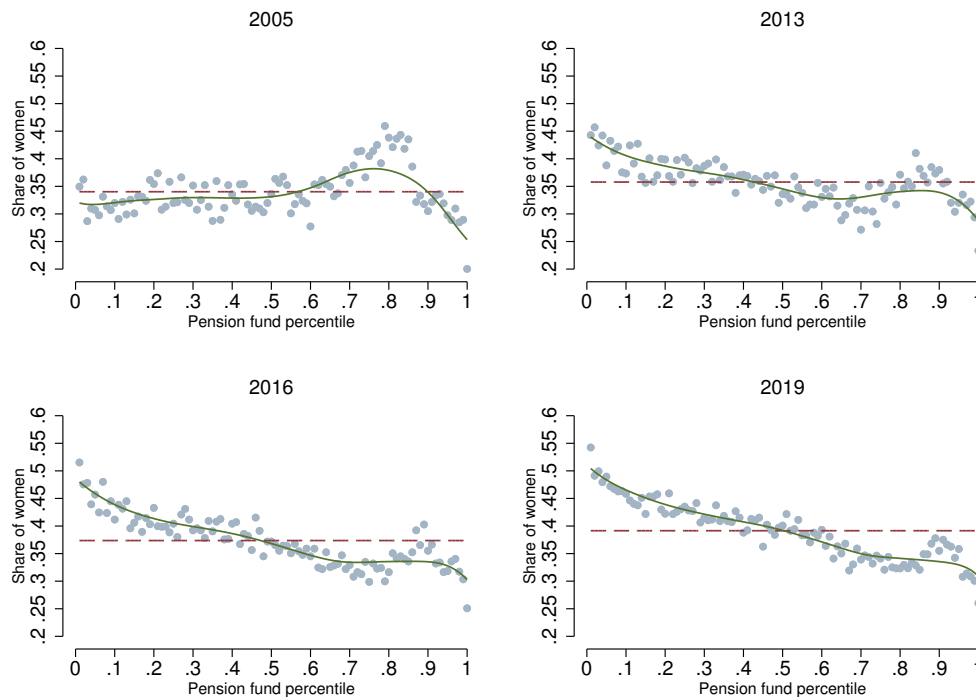 2005
Share of women
.2 .25 .3 .35 .4 .45 .5 .55 .6
0 .1 .2 .3 .4 .5 .6 .7 .8 .9 1
Pension fund percentile
2013
Share of women
.2 .25 .3 .35 .4 .45 .5 .55 .6
0 .1 .2 .3 .4 .5 .6 .7 .8 .9 1
Pension fund percentile
2016
Share of women
.2 .25 .3 .35 .4 .45 .5 .55 .6
0 .1 .2 .3 .4 .5 .6 .7 .8 .9 1
Pension fund percentile
2019
Share of women
.2 .25 .3 .35 .4 .45 .5 .55 .6
0 .1 .2 .3 .4 .5 .6 .7 .8 .9 1
Pension fund percentile